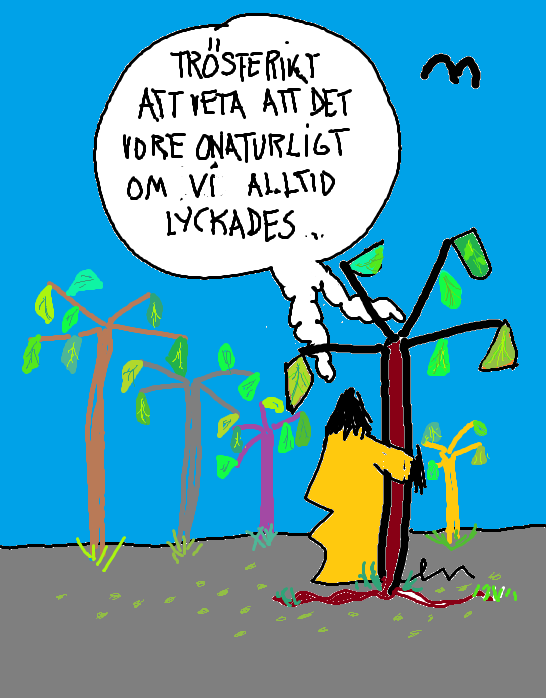 TRÖSTERIKT
ATT VETA ATT DET
VORE ONATURLIGT
OM VI ALLTID
LYCKADES...